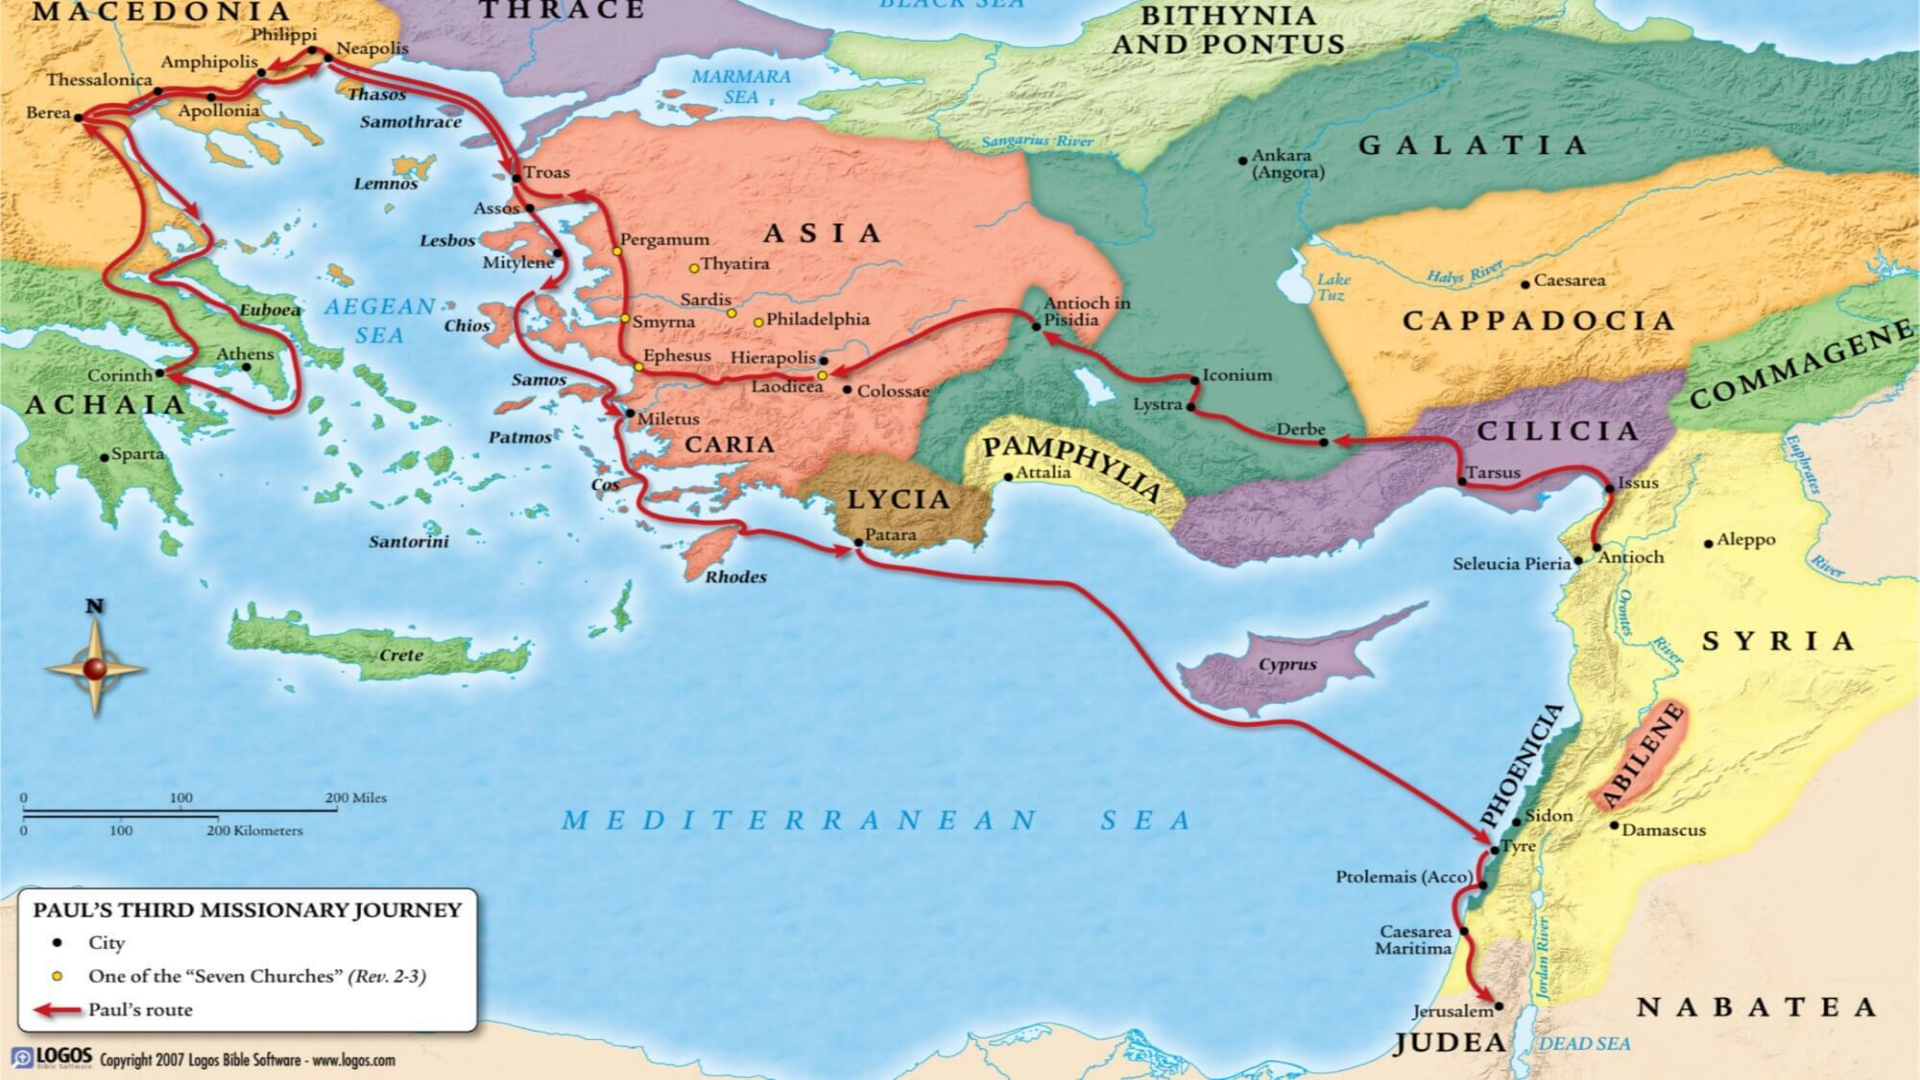 MACEDONIA
THRACE
BLACK SEA
BITHYNIA
AND PONTUS
Philippi
Neapolis
Amphipolis
Thessalonica
Apollonia
Berea
Thasos
Samothrace
MARMARA
SEA
Sangarius River
Ankara
(Angora)
GALATIA
Troas
Lemnos
Assos
Lesbos
Mitylene
Pergamum
Thyatira
ASIA
Lake
Tuz
Halys River
Caesarea
CAPPADOCIA
COMMAGENE
AEGEAN
SEA
Euboea
Chios
Sardis
Smyrna
Philadelphia
Antioch in
Pisidia
Athens
Corinth
ACHAIA
Sparta
Samos
Ephesus
Hierapolis
Laodicea
Colossae
Iconium
Lystra
Derbe
CILICIA
Tarsus
Issus
Euphrates
River
Patmos
Miletus
CARIA
Cos
LYCIA
PAMPHYLIA
Attalia
Patara
Santorini
Rhodes
Seleucia Pieria
Antioch
Aleppo
Orontes
River
SYRIA
N
Crete
Cyprus
PHOENICIA
ABILENE
0 100 200 Miles
0 100 200 Kilometers
MEDITERRANEAN SEA
Sidon
Damascus
Tyre
Ptolemais (Acco)
Caesarea
Maritima
Jordan River
Jerusalem
JUDEA
DEAD SEA
NABATEA
PAUL'S THIRD MISSIONARY JOURNEY
City
One of the “Seven Churches” (Rev. 2-3)
Paul's route
LOGOS
Bible Software
Copyright 2007 Logos Bible Software - www.logos.com